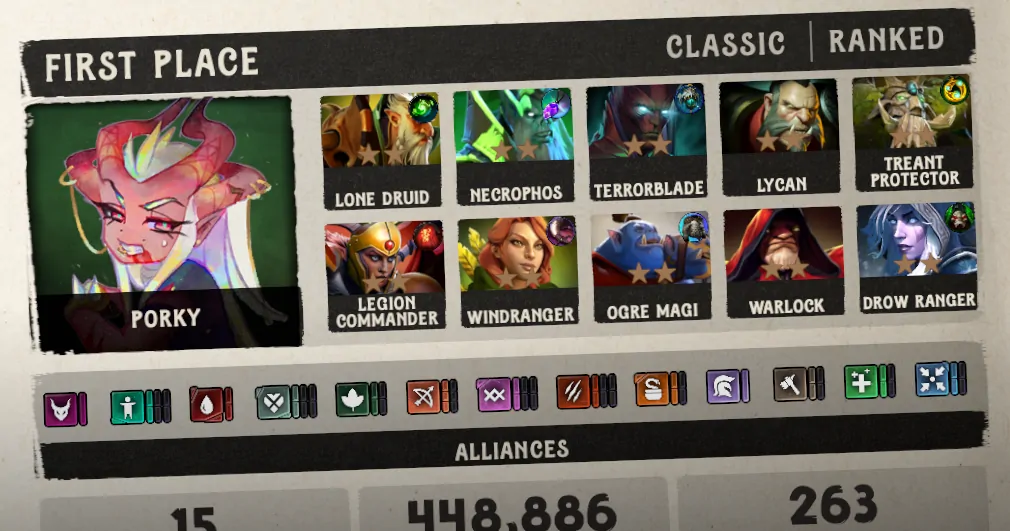 FIRST PLACE
CLASSIC | RANKED
LONE DRUID
NECROPHOS
TERRORBLADE
LYCAN
TREANT
PROTECTOR
PORKY
LEGION
COMMANDER
WINDRANGER
OGRE MAGI
WARLOCK
DROW RANGER
ALLIANCES
15
448,886
263